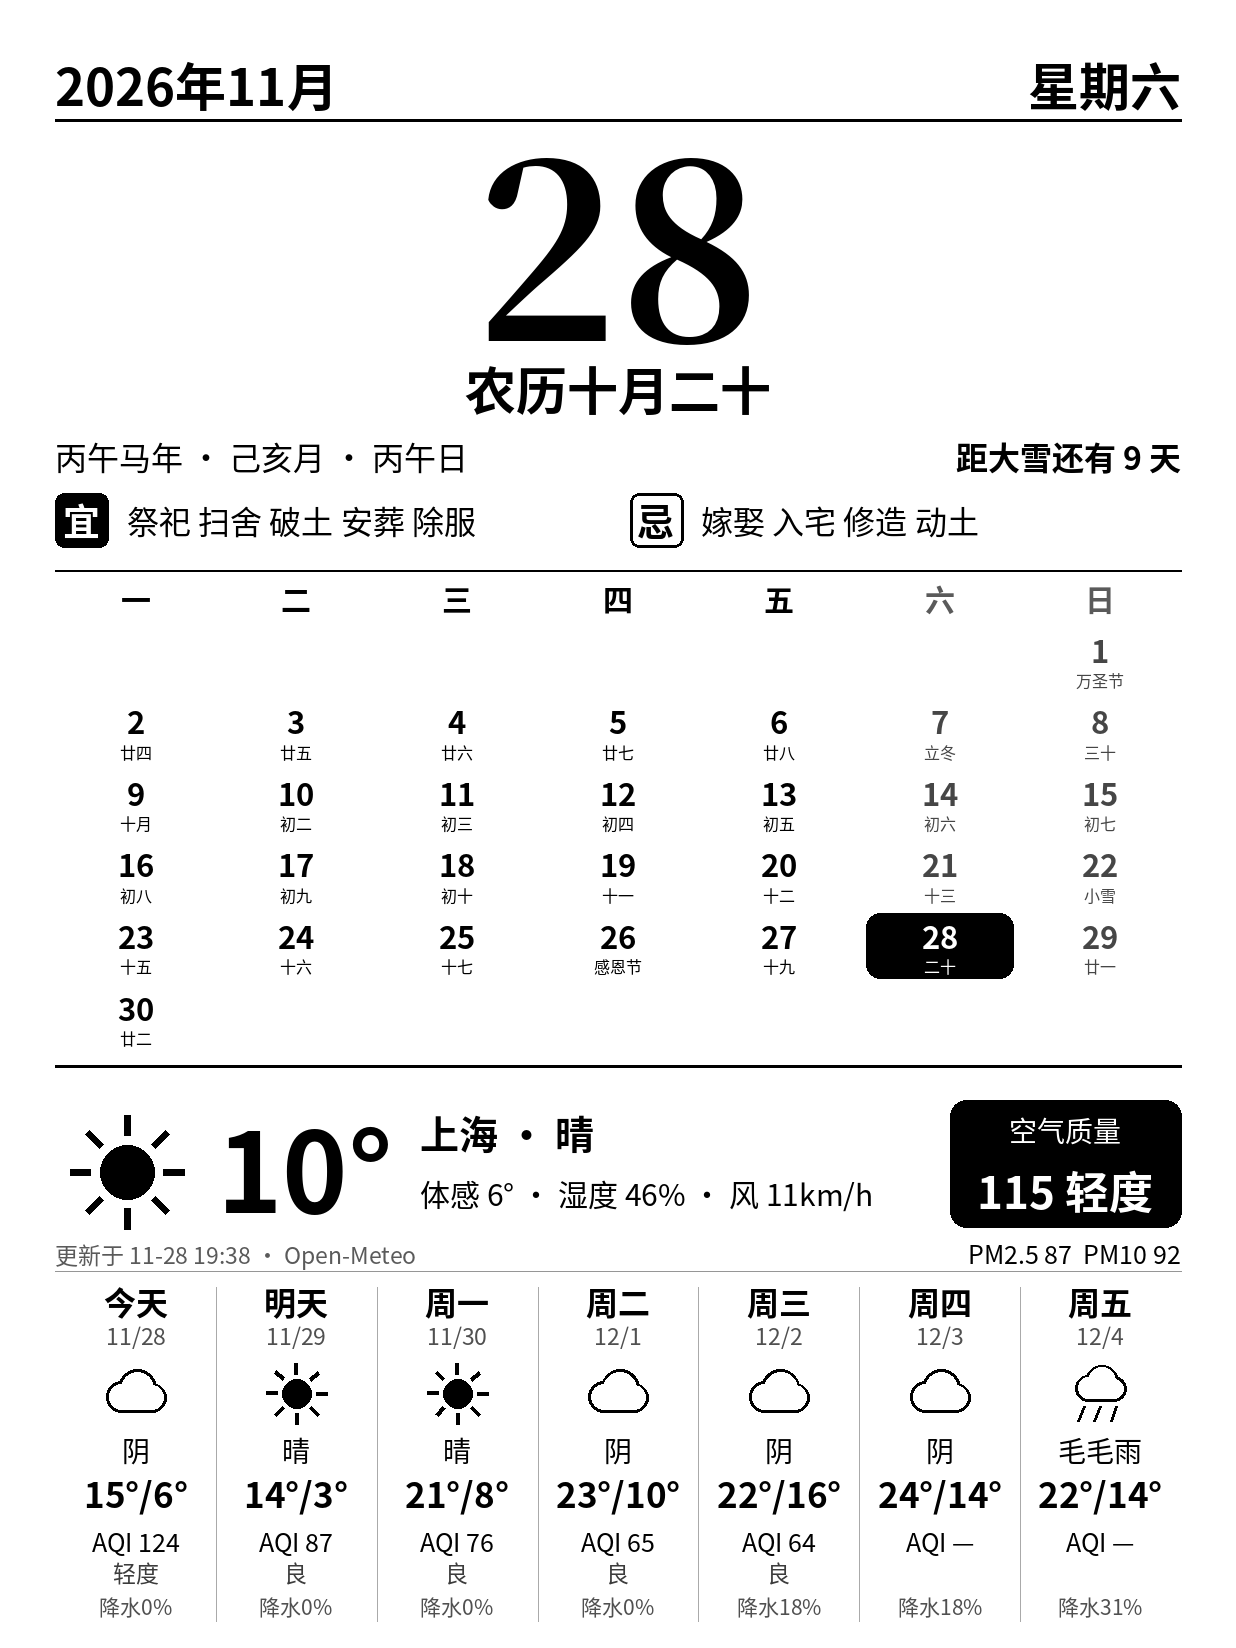 2026年11月 星期六
28
农历十月二十
丙午马年 · 己亥月 · 丙午日 距大雪还有 9 天
宜 祭祀 扫舍 破土 安葬 除服 忌 嫁娶 入宅 修造 动土
一 二 三 四 五 六 日
1
万圣节
2 3 4 5 6 7 8
廿四 廿五 廿六 廿七 廿八 立冬 三十
9 10 11 12 13 14 15
十月 初二 初三 初四 初五 初六 初七
16 17 18 19 20 21 22
初八 初九 初十 十一 十二 十三 小雪
23 24 25 26 27 28 29
十五 十六 十七 感恩节 十九 二十 廿一
30
廿二
10° 上海 · 晴 空气质量
体感 6° · 湿度 46% · 风 11km/h 115 轻度
更新于 11-28 19:38 · Open-Meteo PM2.5 87 PM10 92
今天 明天 周一 周二 周三 周四 周五
11/28 11/29 11/30 12/1 12/2 12/3 12/4
阴 晴 晴 阴 阴 阴 毛毛雨
15°/6° 14°/3° 21°/8° 23°/10° 22°/16° 24°/14° 22°/14°
AQI 124 AQI 87 AQI 76 AQI 65 AQI 64 AQI — AQI —
轻度 良 良 良 良
降水0% 降水0% 降水0% 降水0% 降水18% 降水18% 降水31%